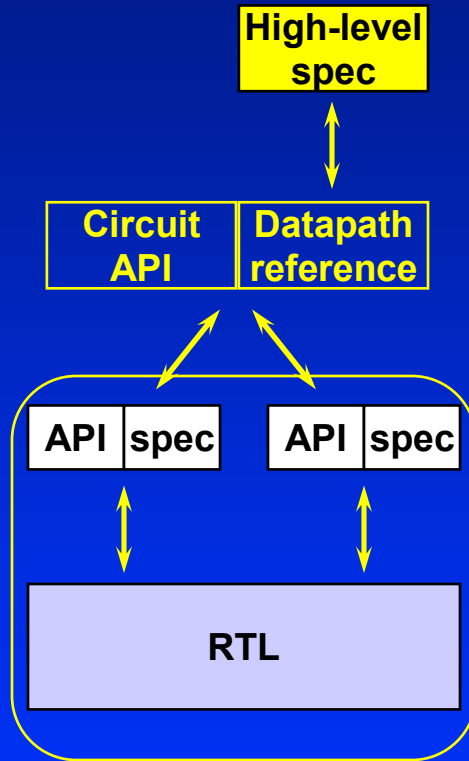 High-level
spec
Circuit
API
Datapath
reference
API
spec
API
spec
RTL